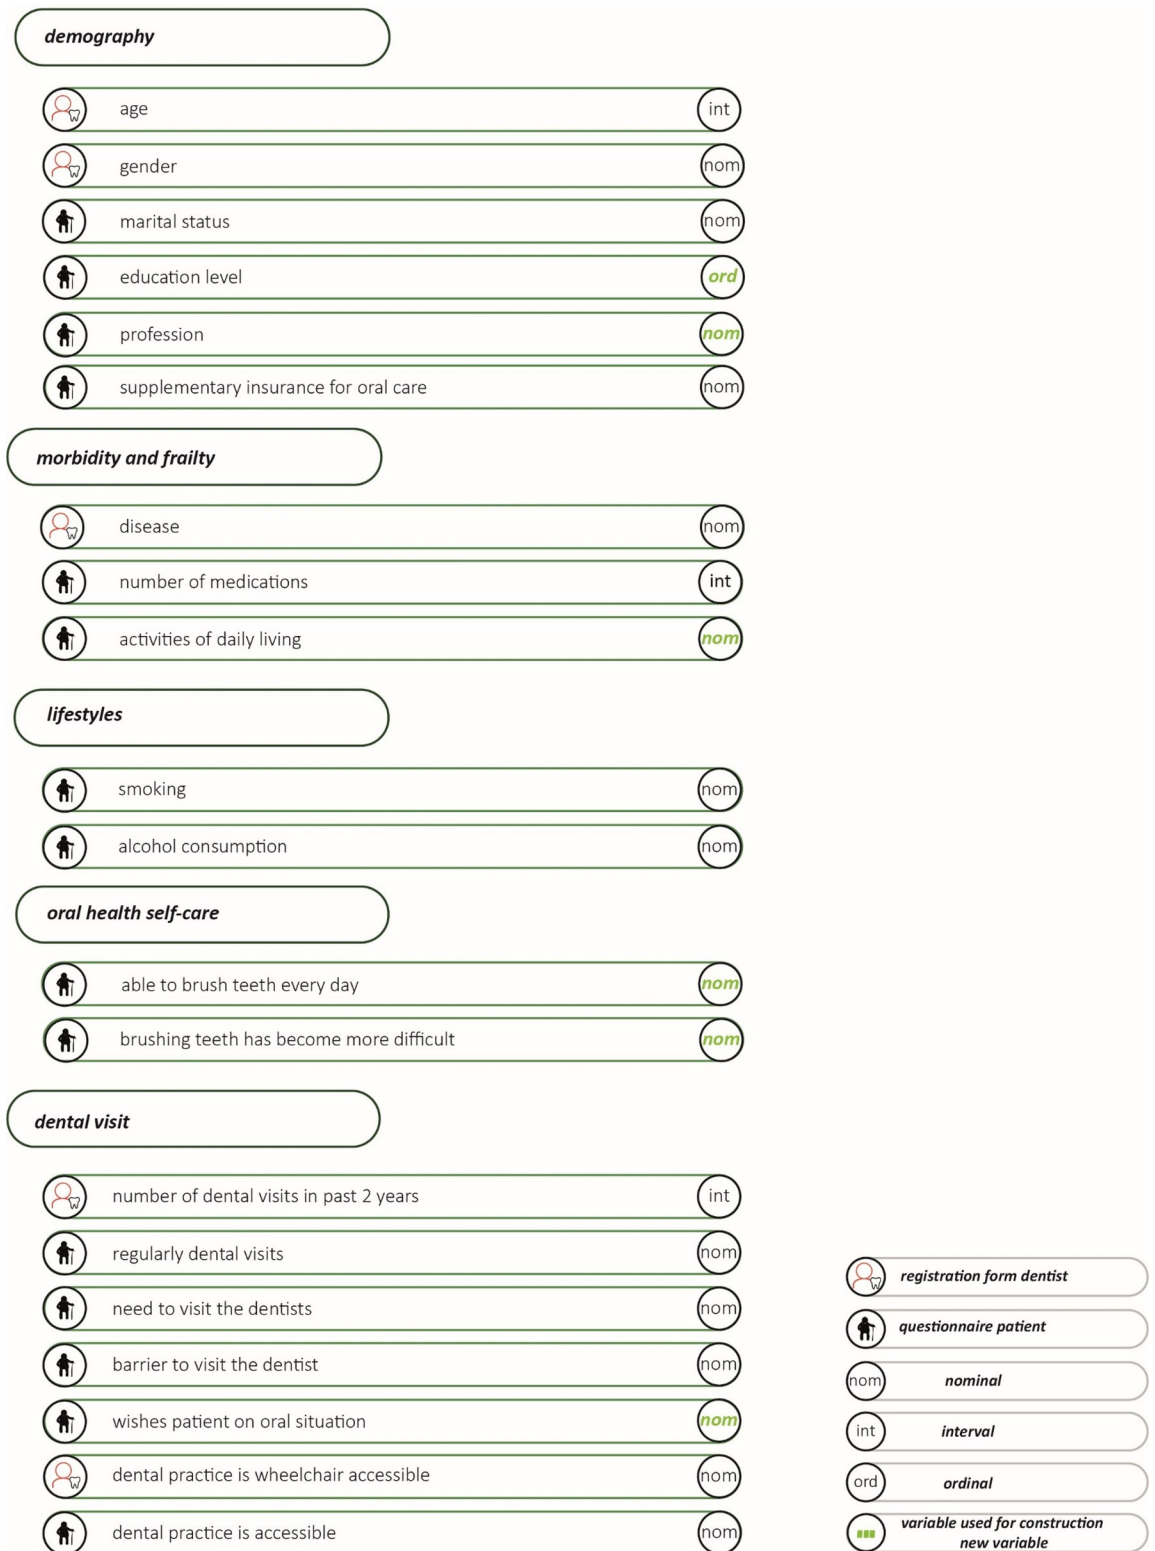 demography
age int
gender nom
marital status nom
education level ord
profession nom
supplementary insurance for oral care nom
morbidity and frailty
disease nom
number of medications int
activities of daily living nom
lifestyles
smoking nom
alcohol consumption nom
oral health self-care
able to brush teeth every day nom
brushing teeth has become more difficult nom
dental visit
number of dental visits in past 2 years int
regularly dental visits nom
need to visit the dentists nom
barrier to visit the dentist nom
wishes patient on oral situation nom
dental practice is wheelchair accessible nom
dental practice is accessible nom
registration form dentist
questionnaire patient
nom nominal
int interval
ord ordinal
variable used for construction
new variable